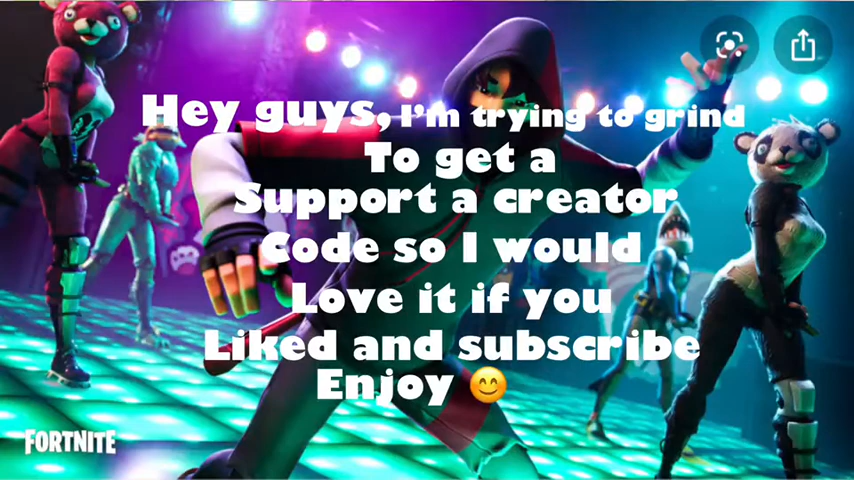 Hey guys, I'm trying to grind
To get a
Support a creator
Code so I would
Love it if you
Liked and subscribe
Enjoy 😊
FORTNITE